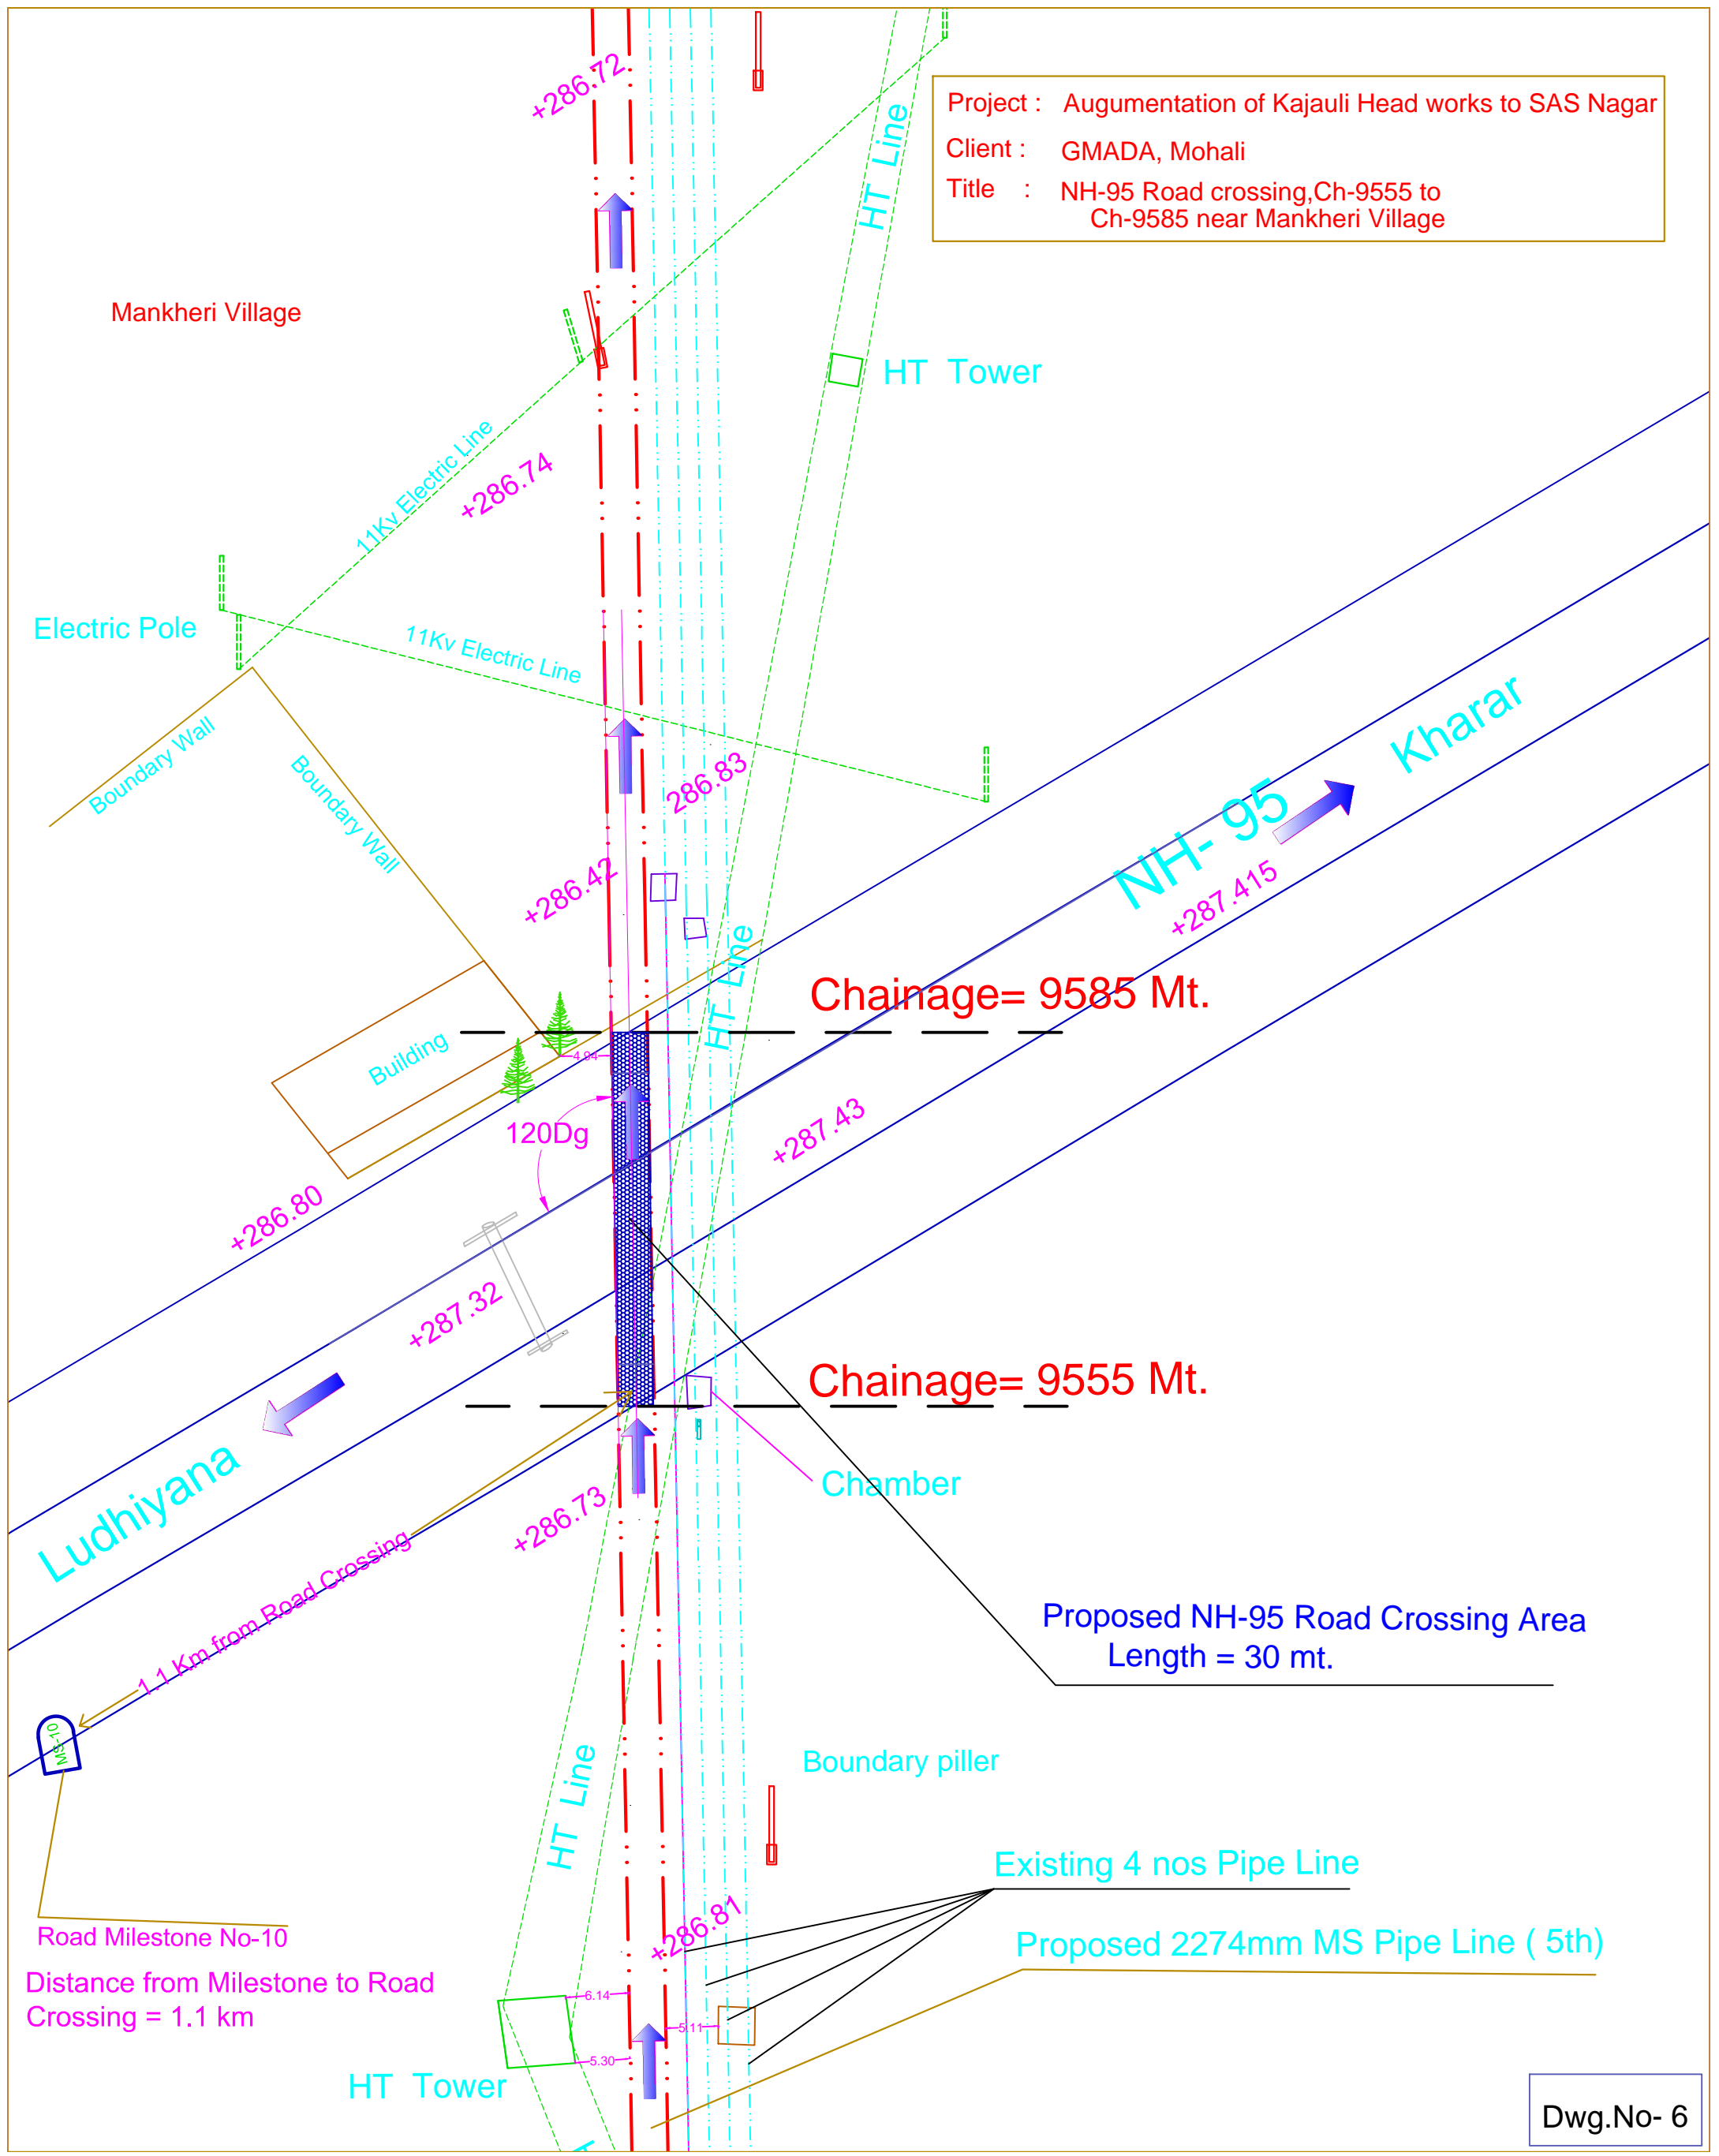 +286.72
Project : Augumentation of Kajauli Head works to SAS Nagar
Client : GMADA, Mohali
Title : NH-95 Road crossing,Ch-9555 to
Ch-9585 near Mankheri Village
HT Line
Mankheri Village
HT Tower
11Kv Electric Line
+286.74
Electric Pole
11Kv Electric Line
Boundary Wall
Boundary Wall
286.83
Kharar
NH- 95
+287.415
+286.42
HT Line
Chainage= 9585 Mt.
Building
4.94
120Dg
+287.43
+286.80
+287.32
Chainage= 9555 Mt.
Ludhiyana
Chamber
+286.73
1.1 Km from Road Crossing
Proposed NH-95 Road Crossing Area
Length = 30 mt.
MS-10
Boundary piller
HT Line
Existing 4 nos Pipe Line
+286.81
Road Milestone No-10
Proposed 2274mm MS Pipe Line ( 5th)
Distance from Milestone to Road
Crossing = 1.1 km
6.14
5.11
5.30
HT Tower
Dwg.No- 6